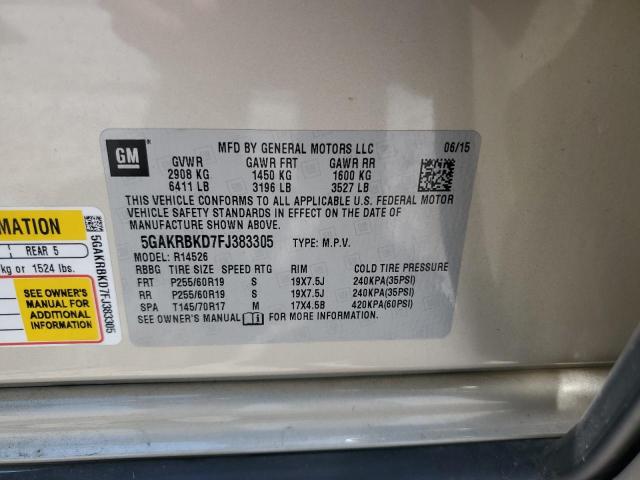 GM
MFD BY GENERAL MOTORS LLC 06/15
GVWR GAWR FRT GAWR RR
2908 KG 1450 KG 1600 KG
6411 LB 3196 LB 3527 LB
THIS VEHICLE CONFORMS TO ALL APPLICABLE U.S. FEDERAL MOTOR
VEHICLE SAFETY AND THEFT PREVENTION STANDARDS IN EFFECT ON THE DATE OF
MANUFACTURE SHOWN ABOVE.
5GAKRBKD7FJ383305 TYPE: M.P.V.
MODEL: R14526
RBBG TIRE SIZE SPEED RTG RIM COLD TIRE PRESSURE
FRT P255/60R19 S 19X7.5J 240KPA(35PSI)
RR P255/60R19 S 19X7.5J 240KPA(35PSI)
SPA T145/70R17 M 17X4.5B 420KPA(60PSI)
SEE OWNER'S MANUAL FOR MORE INFORMATION.
RMATION
REAR 5
kg or 1524 lbs.
SEE OWNER'S
MANUAL FOR
ADDITIONAL
INFORMATION
5GAKRBKD7FJ383305